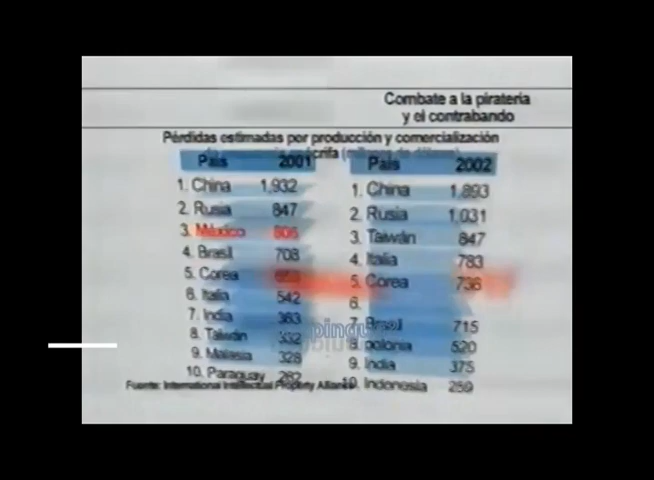 Combate a la piratería
y el contrabando
Pérdidas estimadas por producción y comercialización
País 2001
1. China 1,932
2. Rusia 847
3. México 806
4. Brasil 708
5. Corea
6. Italia 542
7. India 363
8. Taiwán 332
9. Malasia 328
10. Paraguay 282
País 2002
1. China 1,893
2. Rusia 1,031
3. Taiwán 847
4. Italia 783
5. Corea 736
6.
7. Brasil 715
8. polonia 520
9. India 375
10. Indonesia 289
Fuente: International Intellectual Property Alliance